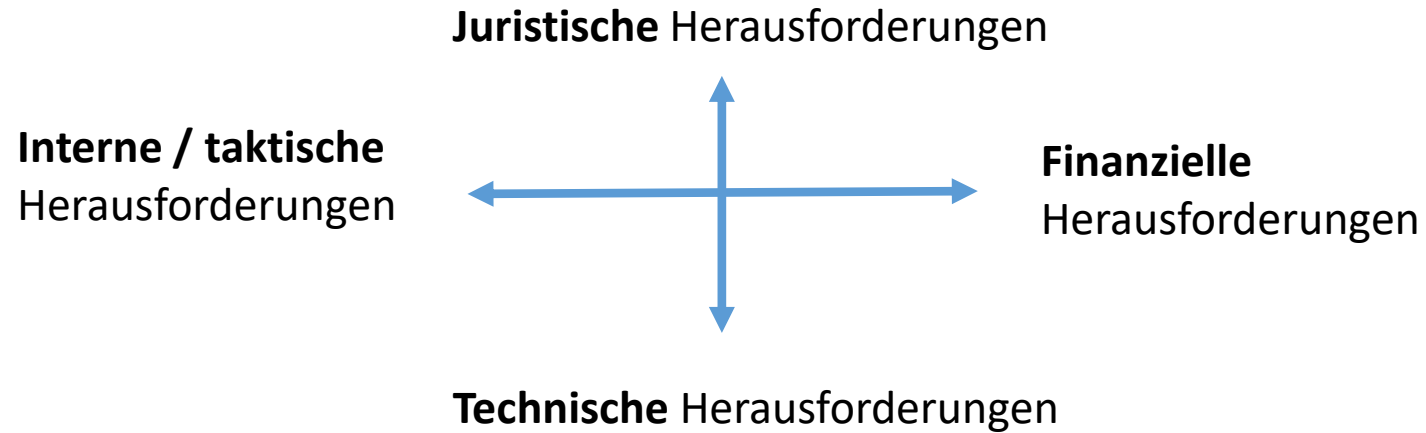 Juristische Herausforderungen
Interne / taktische
Herausforderungen
Finanzielle
Herausforderungen
Technische Herausforderungen